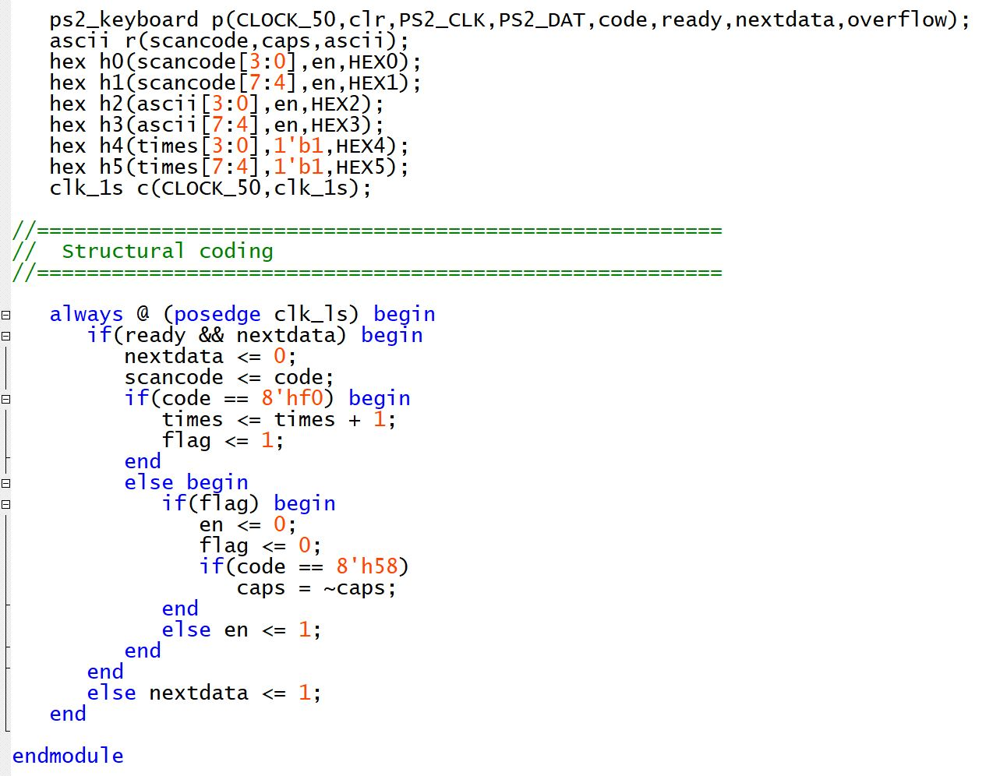 ps2_keyboard p(CLOCK_50,clr,PS2_CLK,PS2_DAT,code,ready,nextdata,overflow);
ascii r(scancode,caps,ascii);
hex h0(scancode[3:0],en,HEX0);
hex h1(scancode[7:4],en,HEX1);
hex h2(ascii[3:0],en,HEX2);
hex h3(ascii[7:4],en,HEX3);
hex h4(times[3:0],1'b1,HEX4);
hex h5(times[7:4],1'b1,HEX5);
clk_1s c(CLOCK_50,clk_1s);
//=======================================================
//  Structural coding
//=======================================================
always @ (posedge clk_ls) begin
if(ready && nextdata) begin
nextdata <= 0;
scancode <= code;
if(code == 8'hf0) begin
times <= times + 1;
flag <= 1;
end
else begin
if(flag) begin
en <= 0;
flag <= 0;
if(code == 8'h58)
caps = ~caps;
end
else en <= 1;
end
end
else nextdata <= 1;
end
endmodule